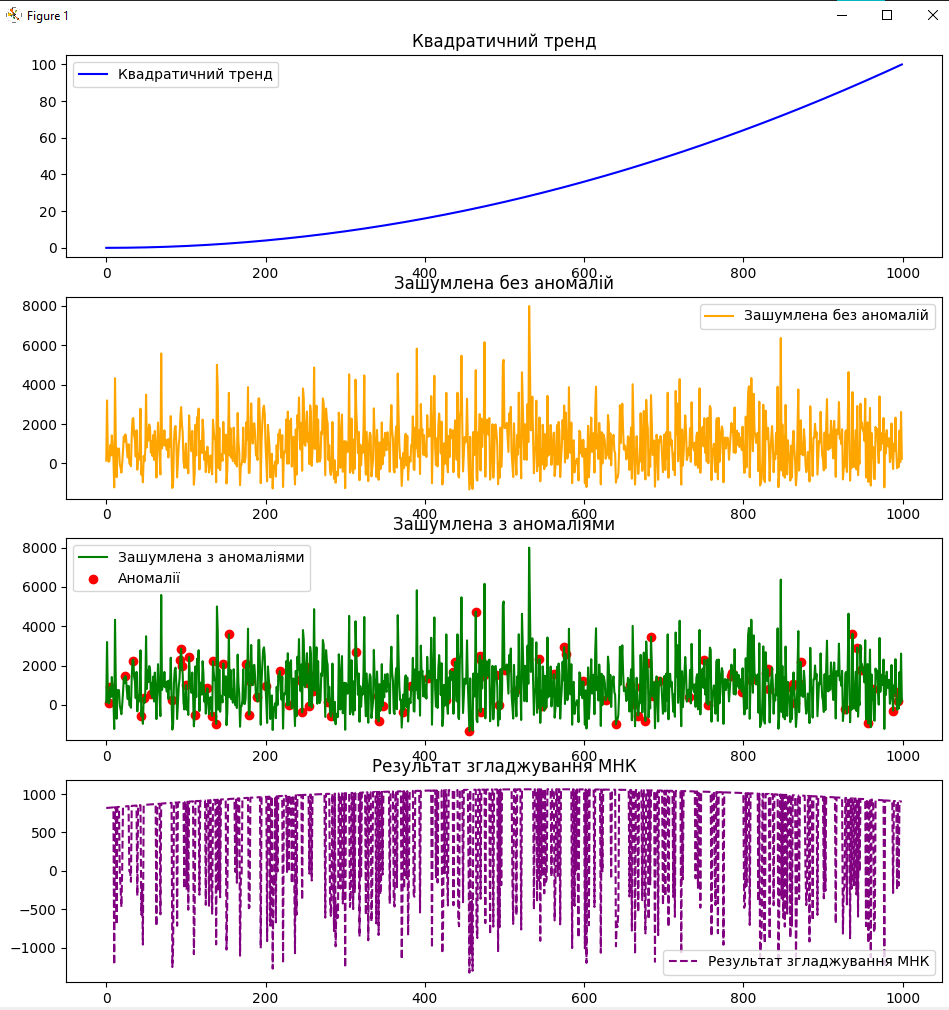 Figure 1
Квадратичний тренд
Квадратичний тренд
100
80
60
40
20
0
0 200 400 600 800 1000
Зашумлена без аномалій
Зашумлена без аномалій
8000
6000
4000
2000
0
0 200 400 600 800 1000
Зашумлена з аномаліями
Зашумлена з аномаліями
Аномалії
8000
6000
4000
2000
0
0 200 400 600 800 1000
Результат згладжування МНК
1000
500
0
−500
−1000
Результат згладжування МНК
0 200 400 600 800 1000